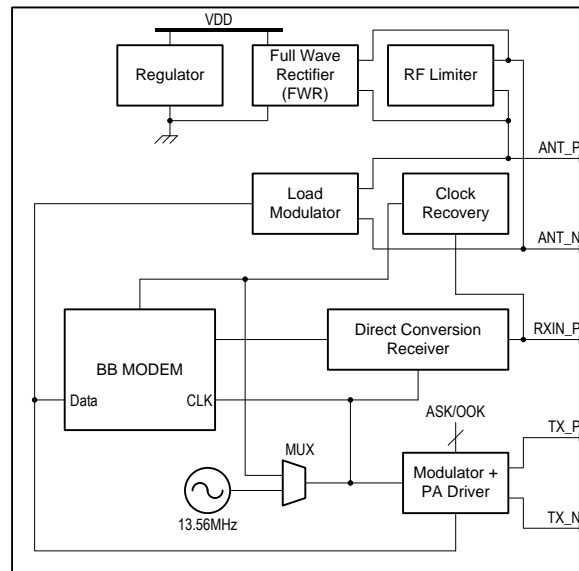 VDD
Regulator
Full Wave
Rectifier
(FWR)
RF Limiter
ANT_P
Load
Modulator
Clock
Recovery
ANT_N
Direct Conversion
Receiver
RXIN_P
BB MODEM
Data
CLK
ASK/OOK
TX_P
MUX
Modulator +
PA Driver
13.56MHz
TX_N